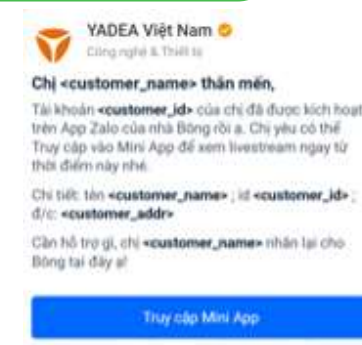 YADEA Việt Nam
Công nghệ & Thiết bị
Chị <customer_name> thân mến,
Tài khoản <customer_id> của chị đã được kích hoạt
trên App Zalo của nhà Bông rồi ạ. Chị yêu có thể
Truy cập vào Mini App để xem livestream ngay từ
thời điểm này nhé.
Chi tiết: tên <customer_name> ; id <customer_id> ;
đ/c: <customer_addr>
Cần hỗ trợ gì, chị <customer_name> nhắn lại cho
Bông tại đây ạ!
Truy cập Mini App